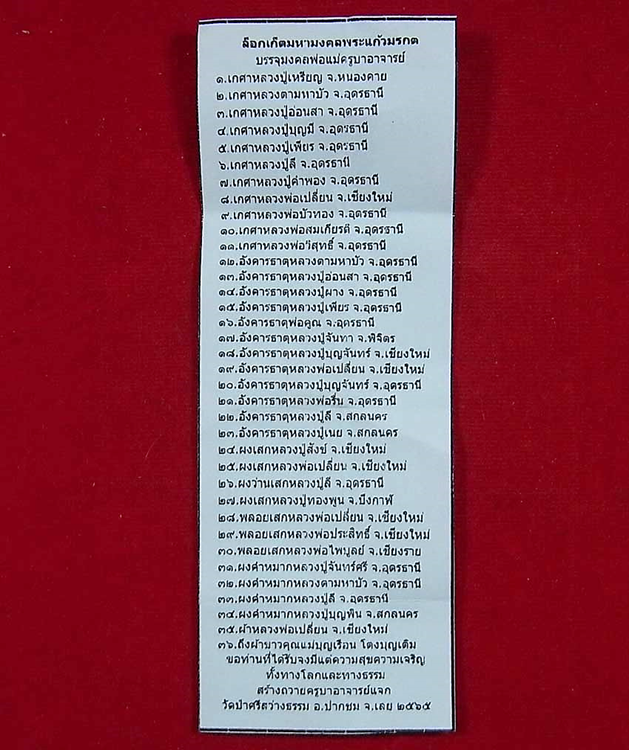 ล็อกเก็ตมหามงคลพระแก้วมรกต
บรรจุมงคลพ่อแม่ครูบาอาจารย์
๑.เกศาหลวงปู่เหรียญ จ.หนองคาย
๒.เกศาหลวงตามหาบัว จ.อุดรธานี
๓.เกศาหลวงปู่อ่อนสา จ.อุดรธานี
๔.เกศาหลวงปู่บุญมี จ.อุดรธานี
๕.เกศาหลวงปู่เพียร จ.อุดรธานี
๖.เกศาหลวงปู่ลี จ.อุดรธานี
๗.เกศาหลวงปู่คำพอง จ.อุดรธานี
๘.เกศาหลวงพ่อเปลี่ยน จ.เชียงใหม่
๙.เกศาหลวงพ่อบัวทอง จ.อุดรธานี
๑๐.เกศาหลวงพ่อสมเกียรติ จ.อุดรธานี
๑๑.เกศาหลวงพ่อวิสุทธิ์ จ.อุดรธานี
๑๒.อังคารธาตุหลวงตามหาบัว จ.อุดรธานี
๑๓.อังคารธาตุหลวงปู่อ่อนสา จ.อุดรธานี
๑๔.อังคารธาตุหลวงปู่ผาง จ.อุดรธานี
๑๕.อังคารธาตุหลวงปู่เพียร จ.อุดรธานี
๑๖.อังคารธาตุพ่อคูณ จ.อุดรธานี
๑๗.อังคารธาตุหลวงปู่จันทา จ.พิจิตร
๑๘.อังคารธาตุหลวงปู่บุญจันทร์ จ.เชียงใหม่
๑๙.อังคารธาตุหลวงพ่อเปลี่ยน จ.เชียงใหม่
๒๐.อังคารธาตุหลวงปู่บุญจันทร์ จ.อุดรธานี
๒๑.อังคารธาตุหลวงพ่อรื่น จ.อุดรธานี
๒๒.อังคารธาตุหลวงปู่ลี จ.สกลนคร
๒๓.อังคารธาตุหลวงปู่เนย จ.สกลนคร
๒๔.ผงเสกหลวงปู่สังข์ จ.เชียงใหม่
๒๕.ผงเสกหลวงพ่อเปลี่ยน จ.เชียงใหม่
๒๖.ผงว่านเสกหลวงปู่ลี จ.อุดรธานี
๒๗.ผงเสกหลวงปู่ทองพูน จ.บึงกาฬ
๒๘.พลอยเสกหลวงพ่อเปลี่ยน จ.เชียงใหม่
๒๙.พลอยเสกหลวงพ่อประสิทธิ์ จ.เชียงใหม่
๓๐.พลอยเสกหลวงพ่อไพบูลย์ จ.เชียงราย
๓๑.ผงคำหมากหลวงปู่จันทร์ศรี จ.อุดรธานี
๓๒.ผงคำหมากหลวงตามหาบัว จ.อุดรธานี
๓๓.ผงคำหมากหลวงปู่ลี จ.อุดรธานี
๓๔.ผงคำหมากหลวงปู่บุญพิน จ.สกลนคร
๓๕.ผ้าหลวงพ่อเปลี่ยน จ.เชียงใหม่
๓๖.ถึงผ้าขาวคุณแม่บุญเรือน โตงบุญเติม
ขอท่านที่ได้รับจงมีแต่ความสุขความเจริญ
ทั้งทางโลกและทางธรรม
สร้างถวายครูบาอาจารย์แจก
วัดป่าศรีสว่างธรรม อ.ปากชม จ.เลย ๒๕๖๕